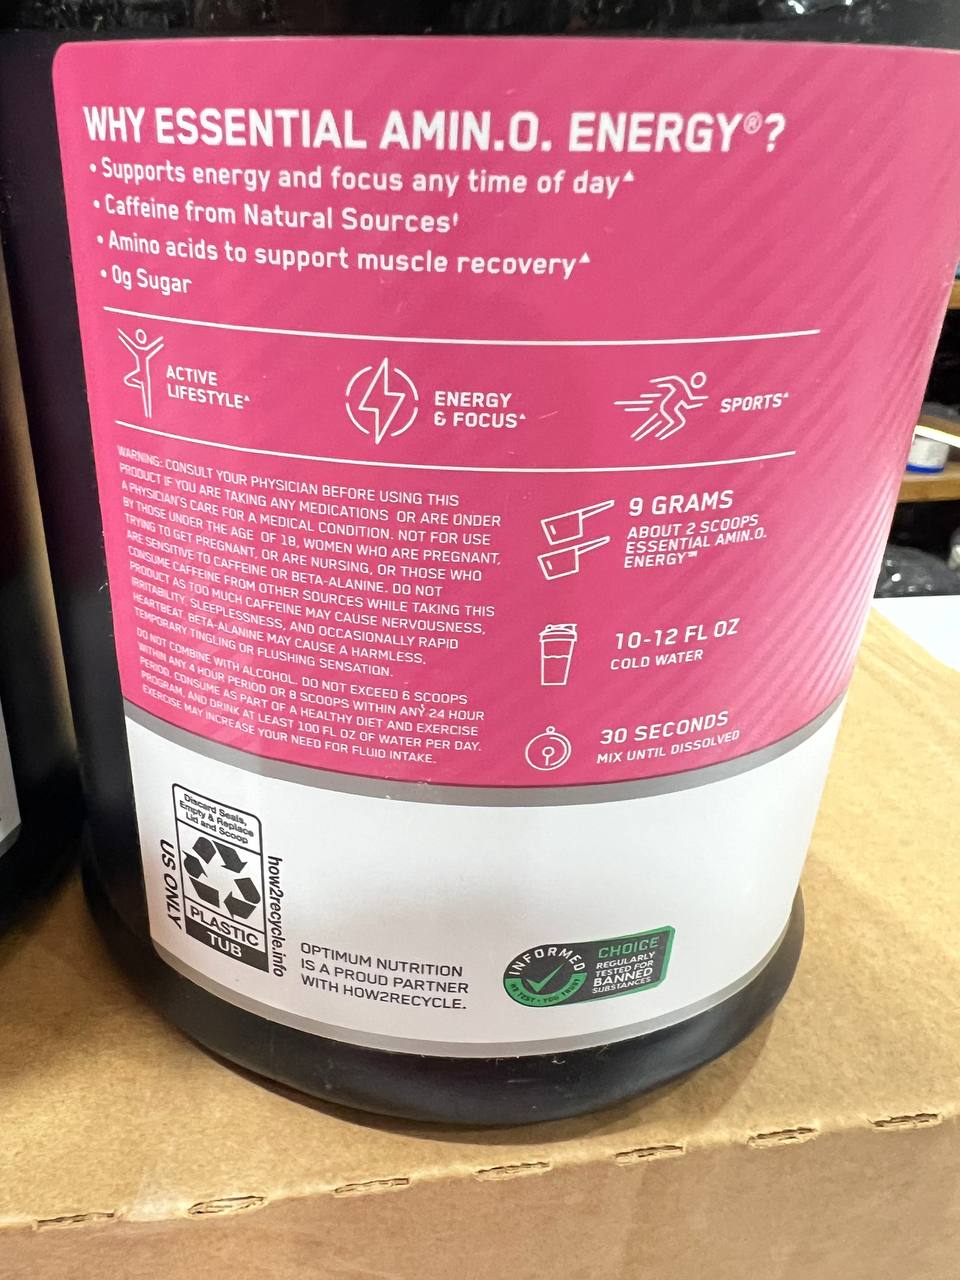 WHY ESSENTIAL AMIN.O. ENERGY®?
• Supports energy and focus any time of day▲
• Caffeine from Natural Sources†
• Amino acids to support muscle recovery▲
• 0g Sugar
ACTIVE
LIFESTYLE▲
ENERGY
& FOCUS▲
SPORTS▲
WARNING: CONSULT YOUR PHYSICIAN BEFORE USING THIS
PRODUCT IF YOU ARE TAKING ANY MEDICATIONS OR ARE UNDER
A PHYSICIAN'S CARE FOR A MEDICAL CONDITION. NOT FOR USE
BY THOSE UNDER THE AGE OF 18, WOMEN WHO ARE PREGNANT,
TRYING TO GET PREGNANT, OR ARE NURSING, OR THOSE WHO
ARE SENSITIVE TO CAFFEINE OR BETA-ALANINE. DO NOT
CONSUME CAFFEINE FROM OTHER SOURCES WHILE TAKING THIS
PRODUCT AS TOO MUCH CAFFEINE MAY CAUSE NERVOUSNESS,
IRRITABILITY, SLEEPLESSNESS, AND OCCASIONALLY RAPID
HEARTBEAT. BETA-ALANINE MAY CAUSE A HARMLESS,
TEMPORARY TINGLING OR FLUSHING SENSATION.
DO NOT COMBINE WITH ALCOHOL. DO NOT EXCEED 6 SCOOPS
WITHIN ANY 4 HOUR PERIOD OR 8 SCOOPS WITHIN ANY 24 HOUR
PERIOD. CONSUME AS PART OF A HEALTHY DIET AND EXERCISE
PROGRAM, AND DRINK AT LEAST 100 FL OZ OF WATER PER DAY.
EXERCISE MAY INCREASE YOUR NEED FOR FLUID INTAKE.
9 GRAMS
ABOUT 2 SCOOPS
ESSENTIAL AMIN.O.
ENERGY™
10-12 FL OZ
COLD WATER
30 SECONDS
MIX UNTIL DISSOLVED
Discard Seals,
Empty & Replace
Lid and Scoop
PLASTIC
TUB
US ONLY
how2recycle.info
OPTIMUM NUTRITION
IS A PROUD PARTNER
WITH HOW2RECYCLE.
INFORMED
WE TEST • YOU TRUST
CHOICE
REGULARLY
TESTED FOR
BANNED
SUBSTANCES